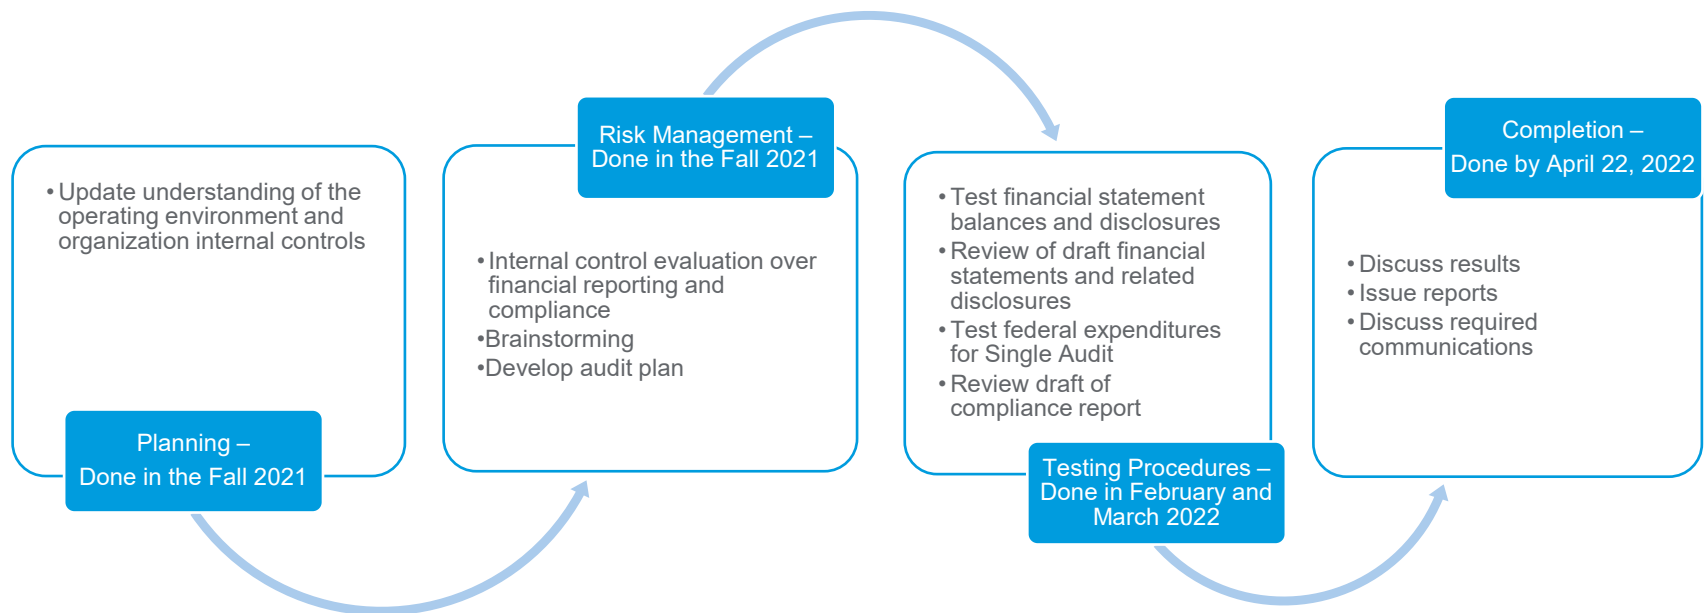 • Update understanding of the
operating environment and
organization internal controls
Planning –
Done in the Fall 2021
Risk Management –
Done in the Fall 2021
• Internal control evaluation over
financial reporting and
compliance
• Brainstorming
• Develop audit plan
• Test financial statement
balances and disclosures
• Review of draft financial
statements and related
disclosures
• Test federal expenditures
for Single Audit
• Review draft of
compliance report
Testing Procedures –
Done in February and
March 2022
Completion –
Done by April 22, 2022
• Discuss results
• Issue reports
• Discuss required
communications